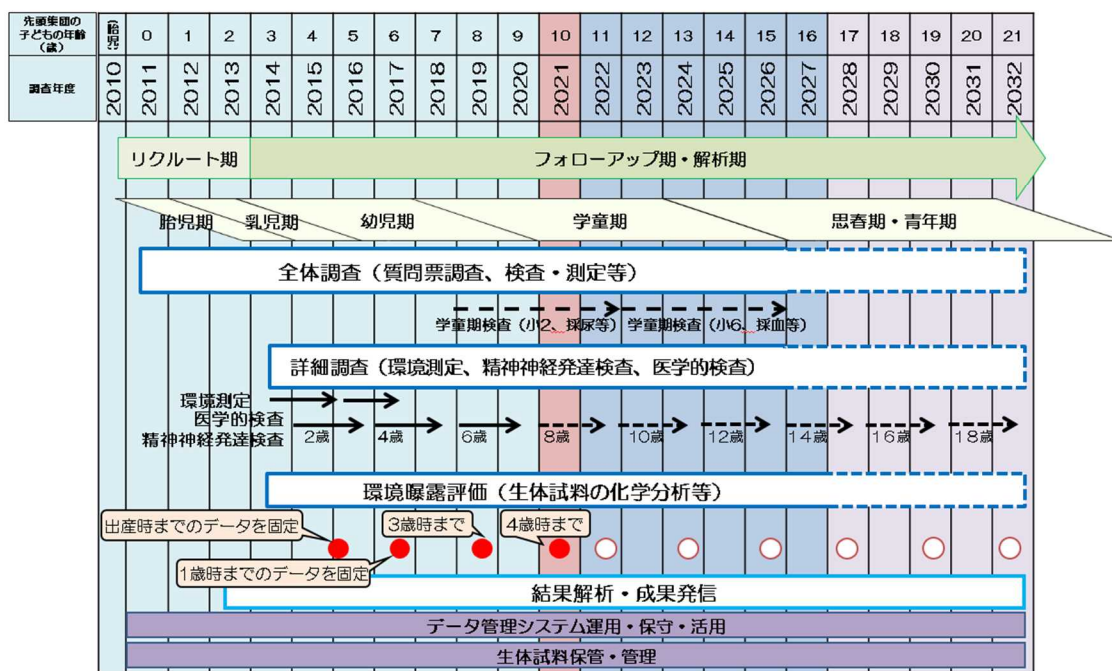 先頭集団の
子どもの年齢
(歳)
(胎児) 0 1 2 3 4 5 6 7 8 9 10 11 12 13 14 15 16 17 18 19 20 21
調査年度
2010 2011 2012 2013 2014 2015 2016 2017 2018 2019 2020 2021 2022 2023 2024 2025 2026 2027 2028 2029 2030 2031 2032
リクルート期 フォローアップ期・解析期
胎児期 乳児期 幼児期 学童期 思春期・青年期
全体調査(質問票調査、検査・測定等)
学童期検査(小2、採尿等) 学童期検査(小6、採血等)
詳細調査(環境測定、精神神経発達検査、医学的検査)
環境測定
医学的検査
精神神経発達検査 2歳 4歳 6歳 8歳 10歳 12歳 14歳 16歳 18歳
環境曝露評価(生体試料の化学分析等)
出産時までのデータを固定 3歳時まで 4歳時まで
1歳時までのデータを固定
結果解析・成果発信
データ管理システム運用・保守・活用
生体試料保管・管理